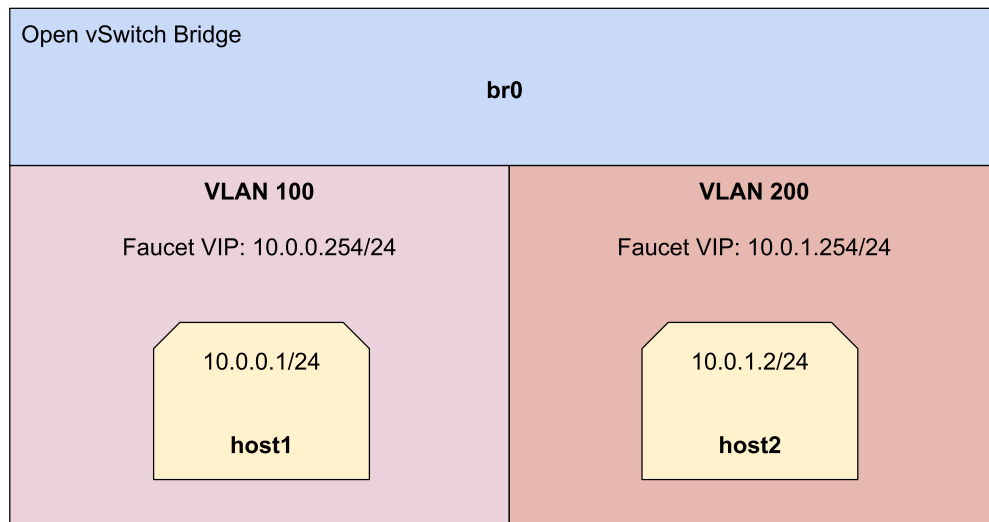 Open vSwitch Bridge
br0
VLAN 100
Faucet VIP: 10.0.0.254/24
10.0.0.1/24
host1
VLAN 200
Faucet VIP: 10.0.1.254/24
10.0.1.2/24
host2